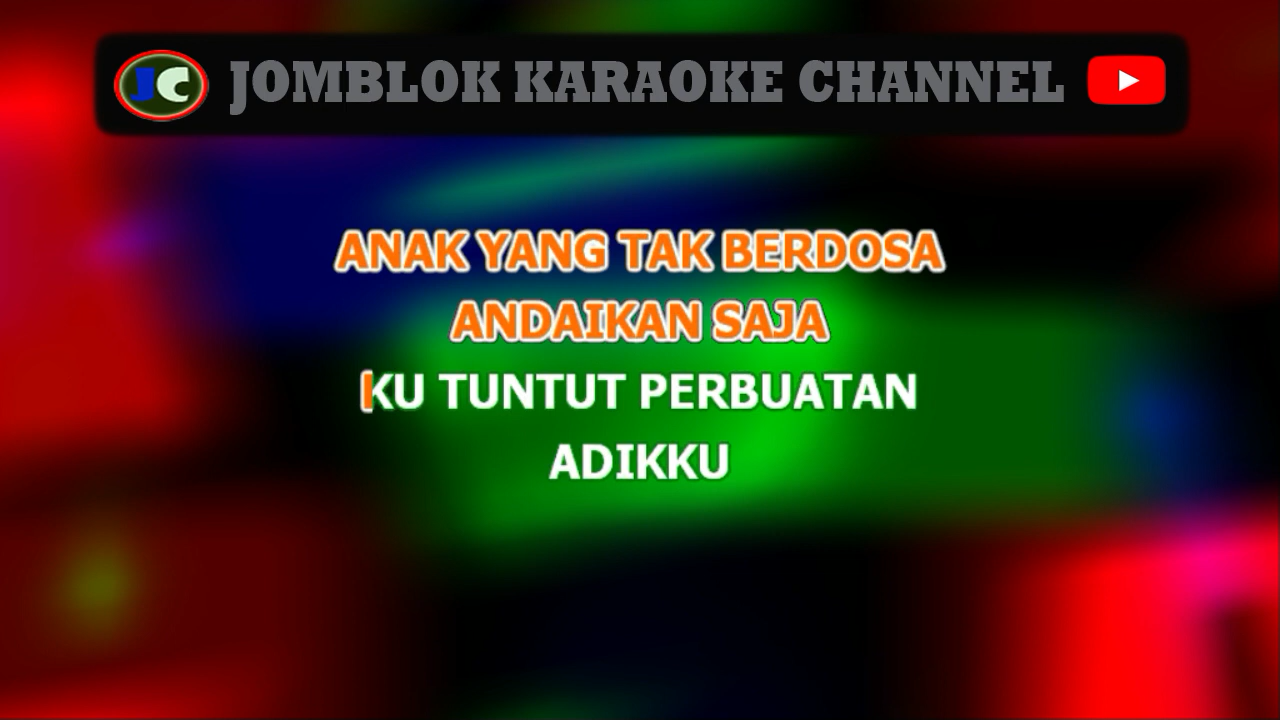 JC JOMBLOK KARAOKE CHANNEL
ANAK YANG TAK BERDOSA
ANDAIKAN SAJA
KU TUNTUT PERBUATAN
ADIKKU